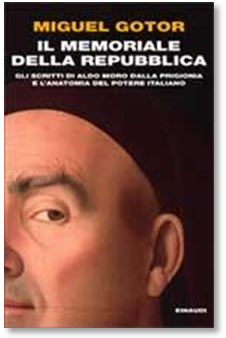 MIGUEL GOTOR
IL MEMORIALE
DELLA REPUBBLICA
GLI SCRITTI DI ALDO MORO DALLA PRIGIONIA
E L'ANATOMIA DEL POTERE ITALIANO
EINAUDI